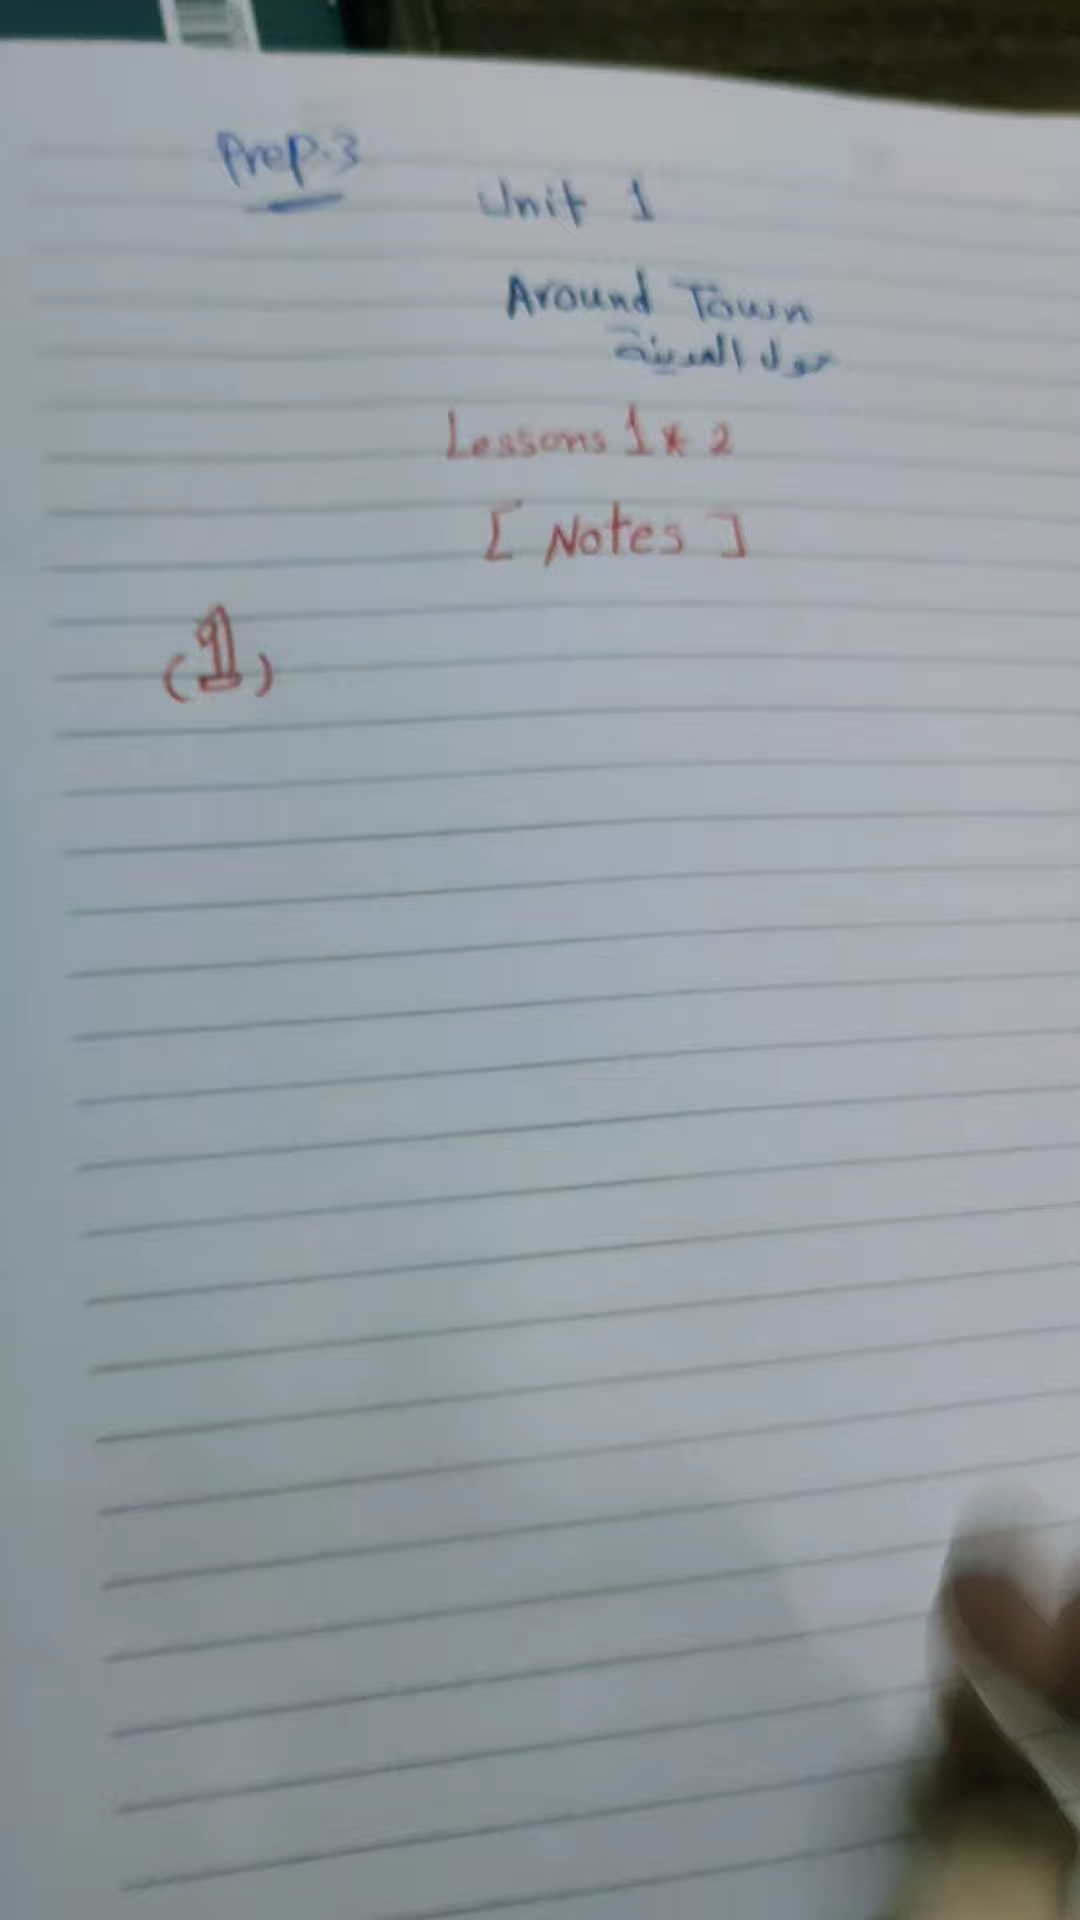 Prep.3
Unit 1
Around Town
حول المدينة
Lessons 1 & 2
[ Notes ]
(1)